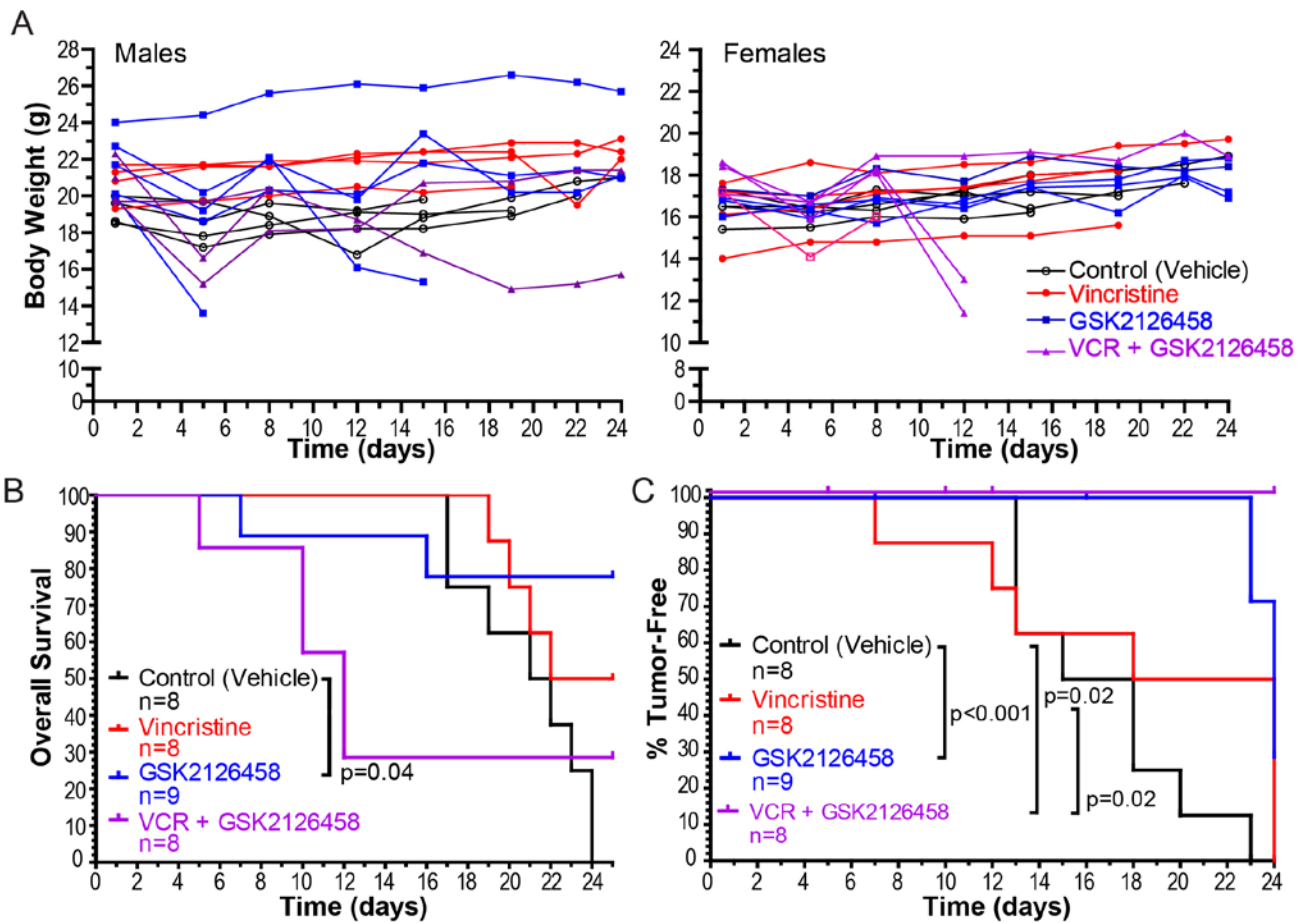 A
Males
Females
Body Weight (g)
28
26
24
22
20
18
16
14
12
10
0
0 2 4 6 8 10 12 14 16 18 19 20 22 24
Time (days)
24
22
20
18
16
14
12
10
8
0
0 2 4 6 8 10 12 14 16 18 20 22 24
Time (days)
Control (Vehicle)
Vincristine
GSK2126458
VCR + GSK2126458
B
Overall Survival
100
90
80
70
60
50
40
30
20
10
0
0 2 4 6 8 10 12 14 16 18 20 22 24
Time (days)
Control (Vehicle)
n=8
Vincristine
n=8
GSK2126458
n=9
VCR + GSK2126458
n=8
p=0.04
C
% Tumor-Free
100
90
80
70
60
50
40
30
20
10
0
0 2 4 6 8 10 12 14 16 18 20 22 24
Time (days)
Control (Vehicle)
n=8
Vincristine
n=8
GSK2126458
n=9
VCR + GSK2126458
n=8
p<0.001
p=0.02
p=0.02